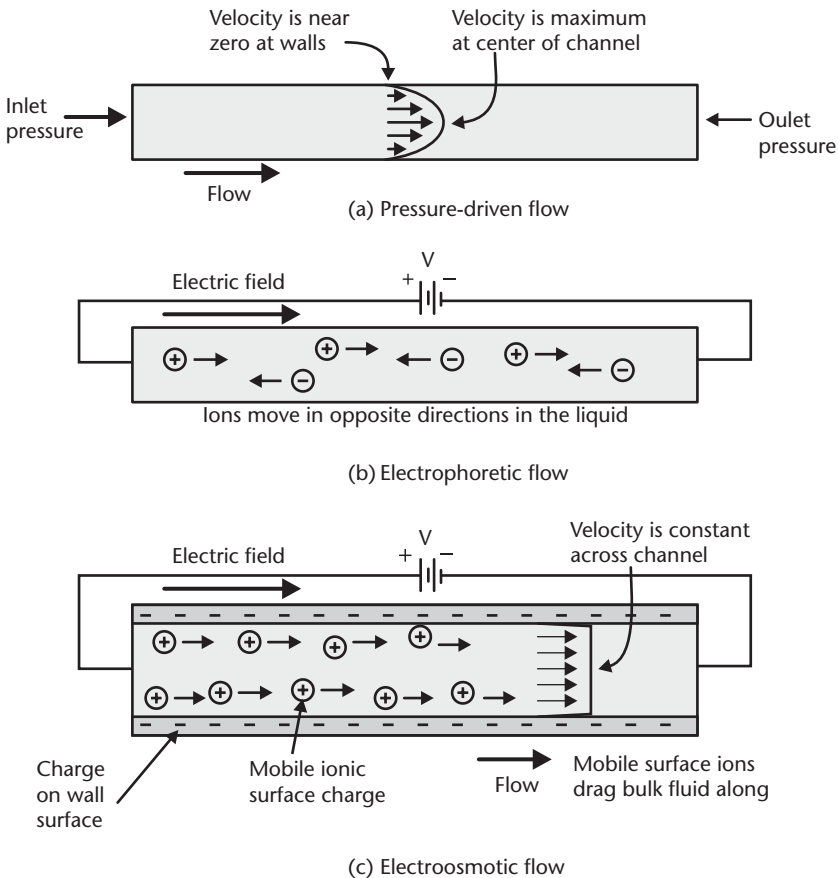 Velocity is near
zero at walls
Velocity is maximum
at center of channel
Inlet
pressure
Oulet
pressure
Flow
(a) Pressure-driven flow
Electric field
V
+ −
+ + − + −
−
Ions move in opposite directions in the liquid
(b) Electrophoretic flow
Velocity is constant
across channel
Electric field
V
+ −
− − − − − − − − − − − − − − − −
+ + + +
+ + + + +
− − − − − − − − − − − − − − − −
Charge
on wall
surface
Mobile ionic
surface charge
Flow
Mobile surface ions
drag bulk fluid along
(c) Electroosmotic flow